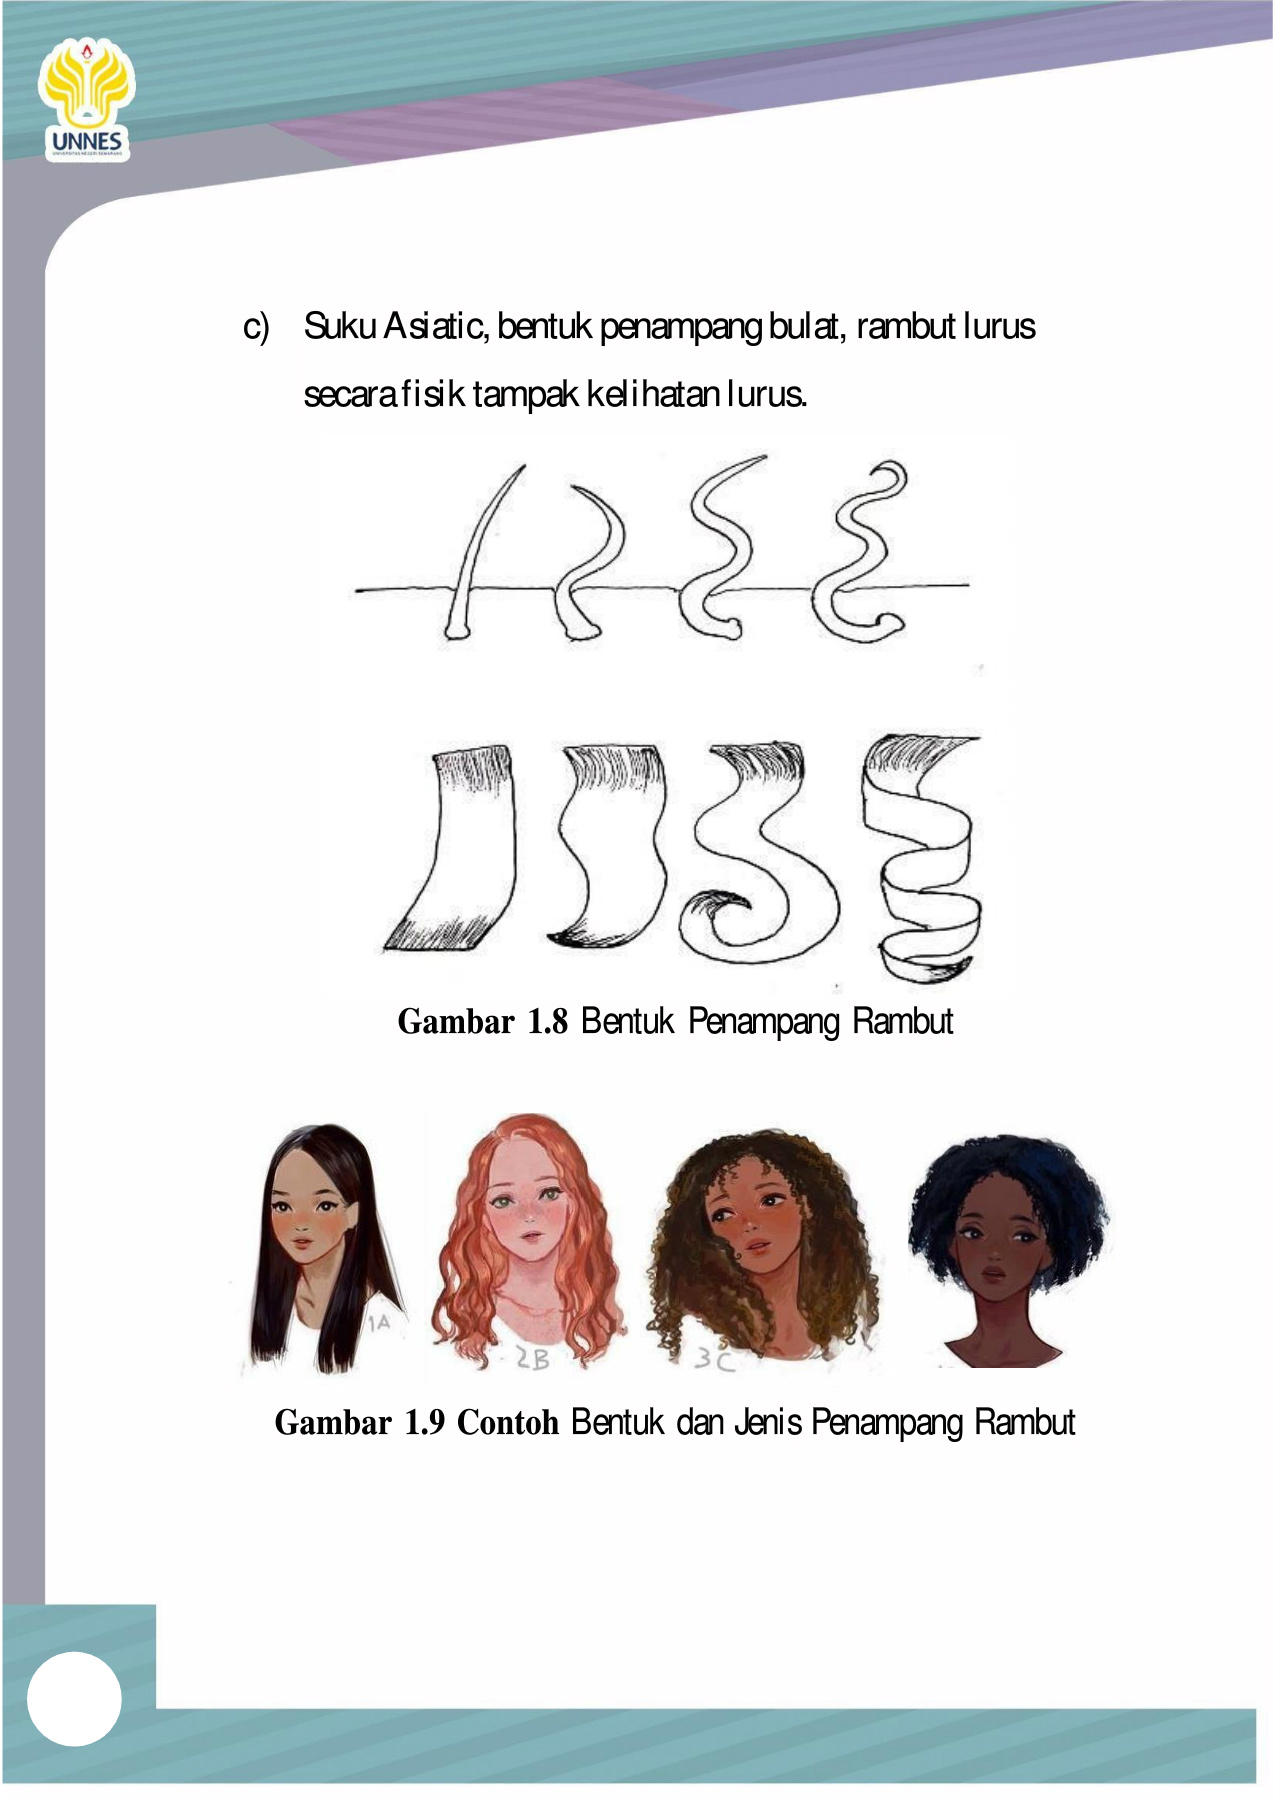 UNNES
UNIVERSITAS NEGERI SEMARANG
c) Suku Asiatic, bentuk penampang bulat, rambut lurus
secara fisik tampak kelihatan lurus.
Gambar 1.8 Bentuk Penampang Rambut
1A
2B
3C
Gambar 1.9 Contoh Bentuk dan Jenis Penampang Rambut